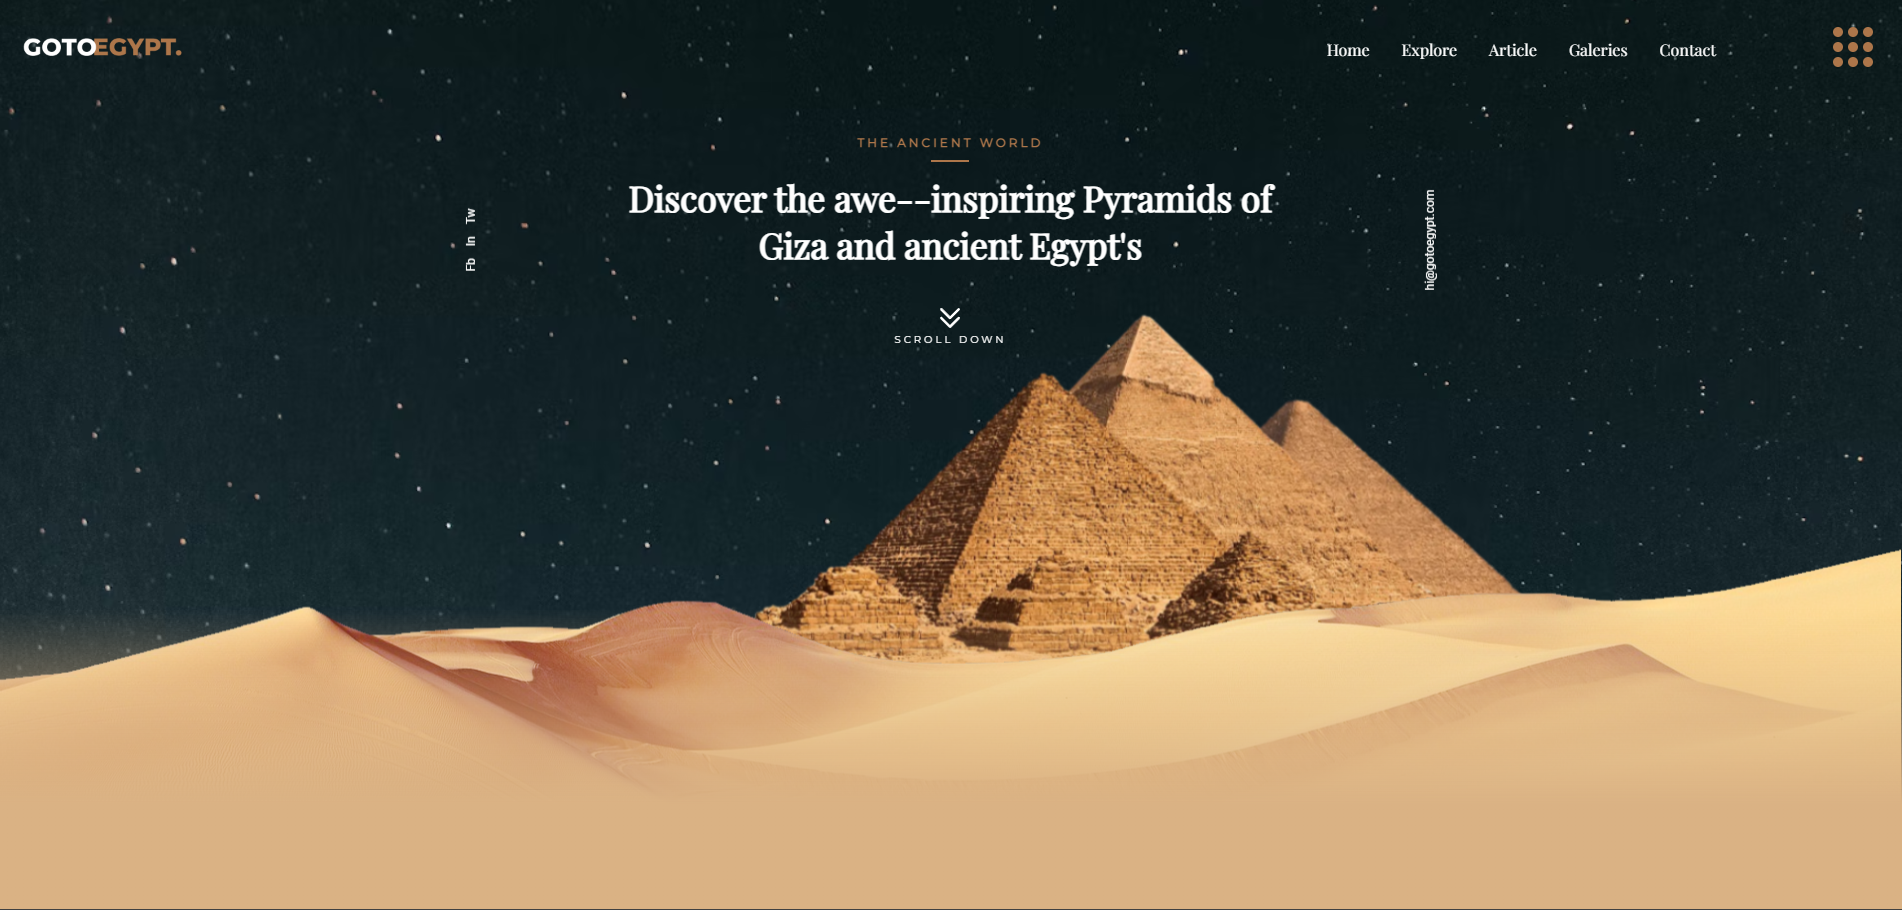 GOTOEGYPT.
Home Explore Article Galeries Contact
THE ANCIENT WORLD
Discover the awe--inspiring Pyramids of
Giza and ancient Egypt's
Fb In Tw
hi@gotoegypt.com
SCROLL DOWN